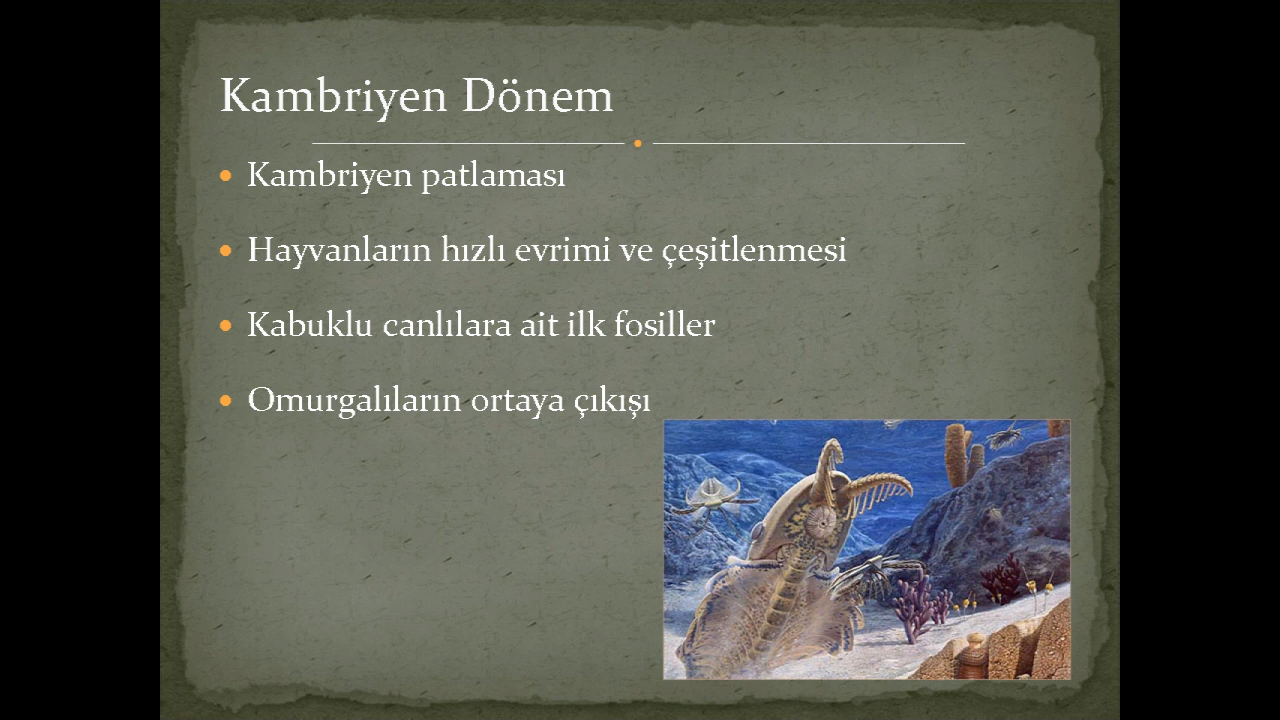 Kambriyen Dönem
Kambriyen patlaması
Hayvanların hızlı evrimi ve çeşitlenmesi
Kabuklu canlılara ait ilk fosiller
Omurgalıların ortaya çıkışı